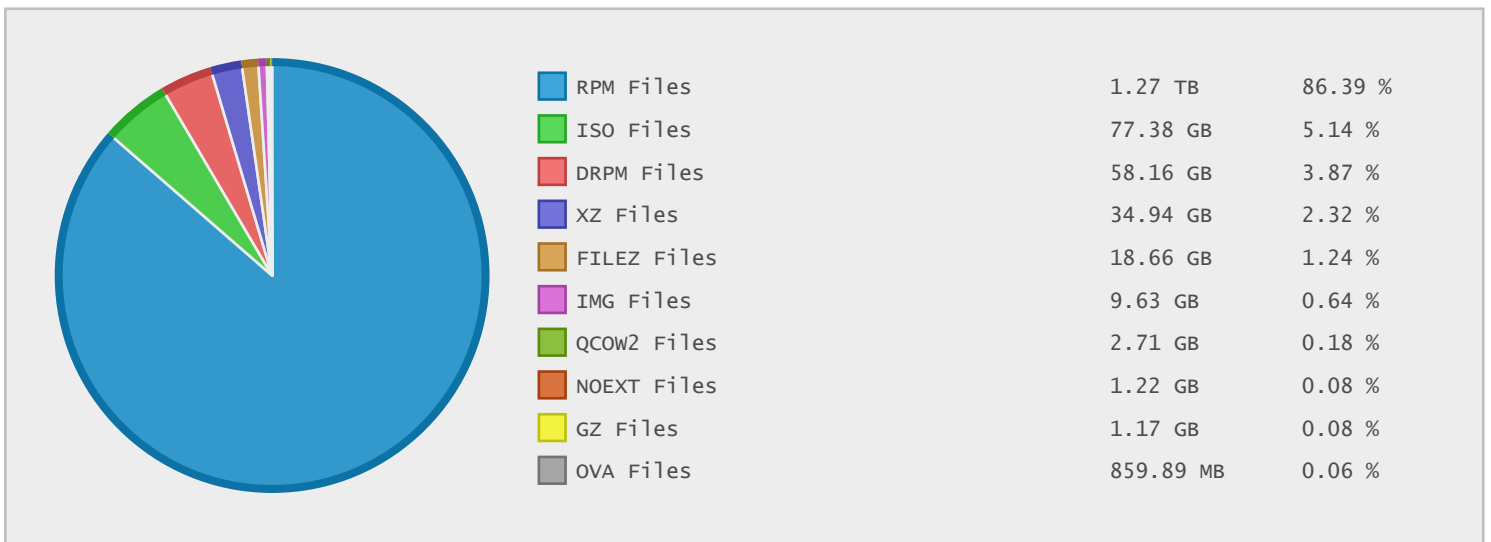 RPM Files 1.27 TB 86.39 %
ISO Files 77.38 GB 5.14 %
DRPM Files 58.16 GB 3.87 %
XZ Files 34.94 GB 2.32 %
FILEZ Files 18.66 GB 1.24 %
IMG Files 9.63 GB 0.64 %
QCOW2 Files 2.71 GB 0.18 %
NOEXT Files 1.22 GB 0.08 %
GZ Files 1.17 GB 0.08 %
OVA Files 859.89 MB 0.06 %